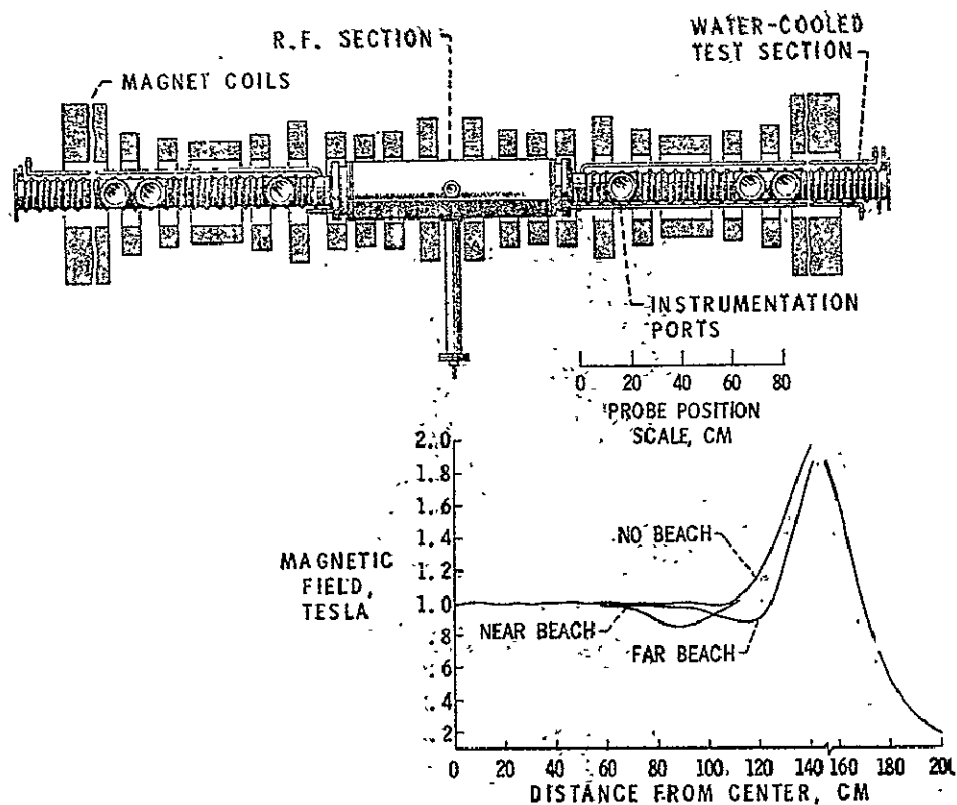 R.F. SECTION
WATER-COOLED
TEST SECTION
MAGNET COILS
INSTRUMENTATION
PORTS
0 20 40 60 80
PROBE POSITION
SCALE, CM
2.0
1.8
1.6
1.4
1.2
1.0
.8
.6
.4
.2
MAGNETIC
FIELD,
TESLA
NO BEACH
NEAR BEACH
FAR BEACH
0 20 40 60 80 100 120 140 160 180 200
DISTANCE FROM CENTER, CM